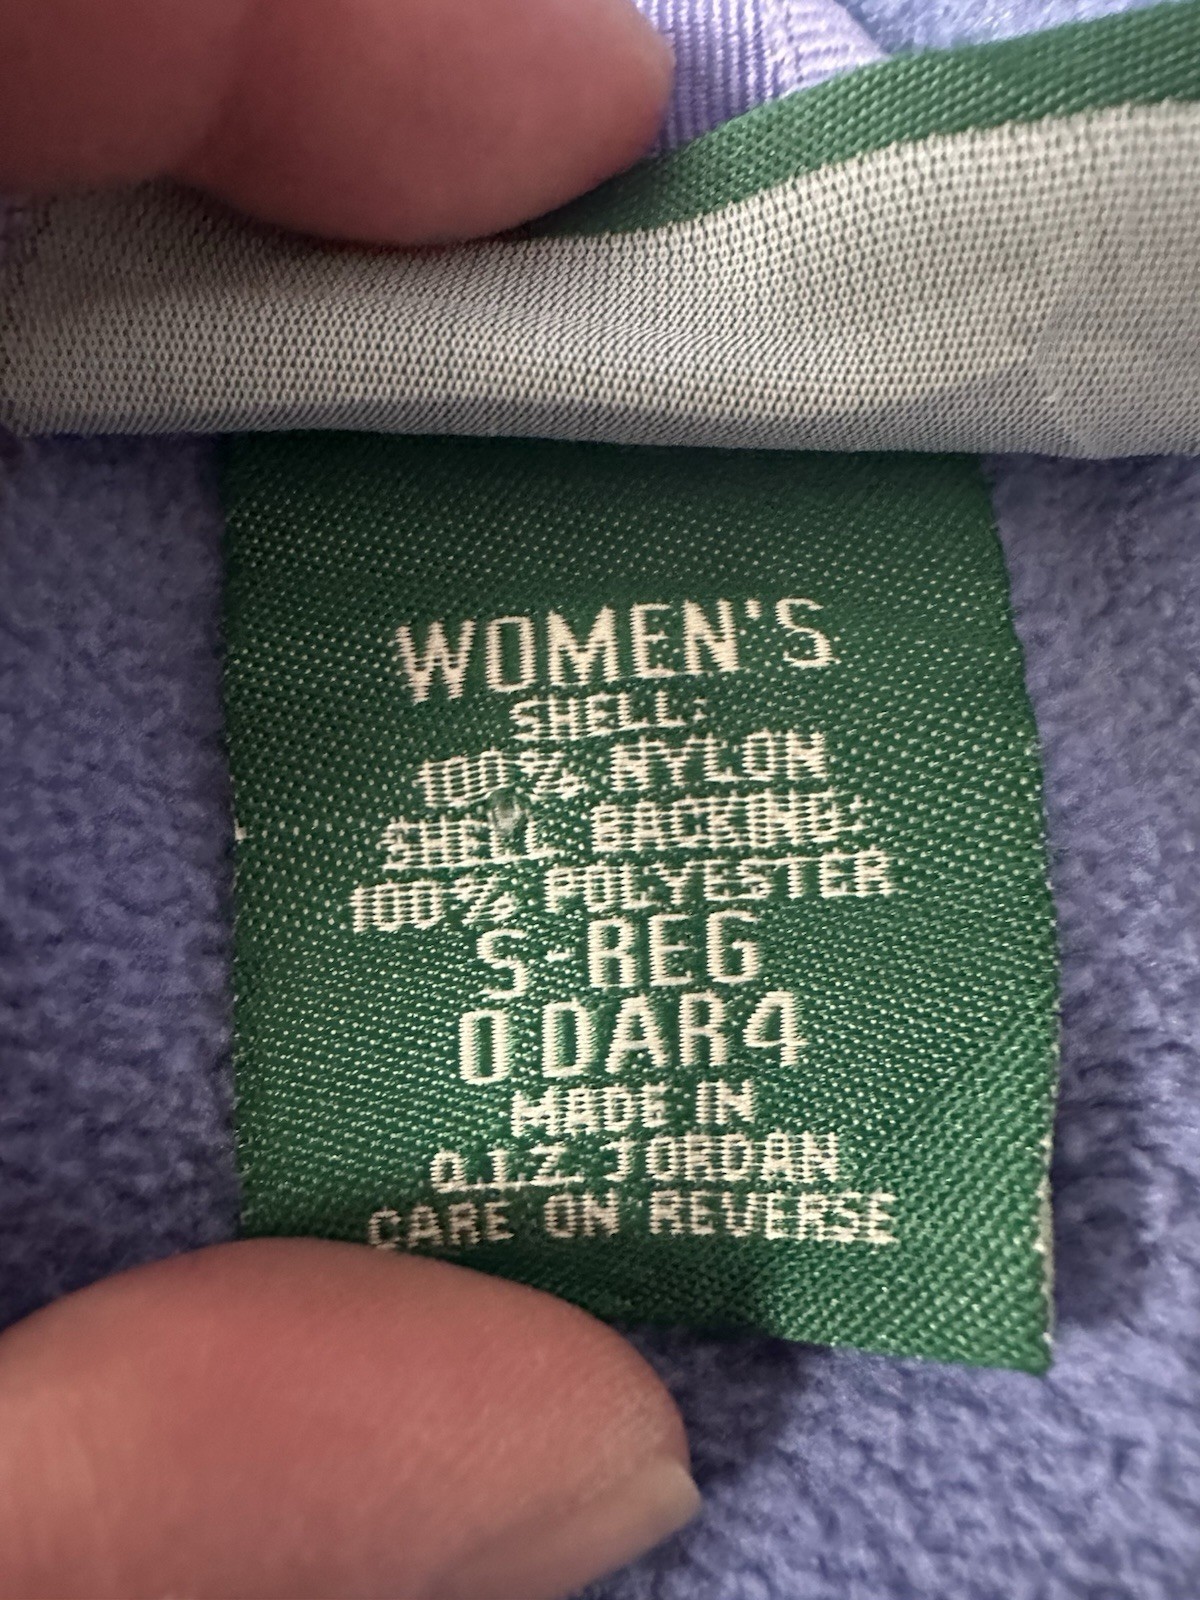 WOMEN'S
SHELL:
100% NYLON
SHELL BACKING:
100% POLYESTER
S-REG
0 DAR4
MADE IN
Q.I.Z. JORDAN
CARE ON REVERSE